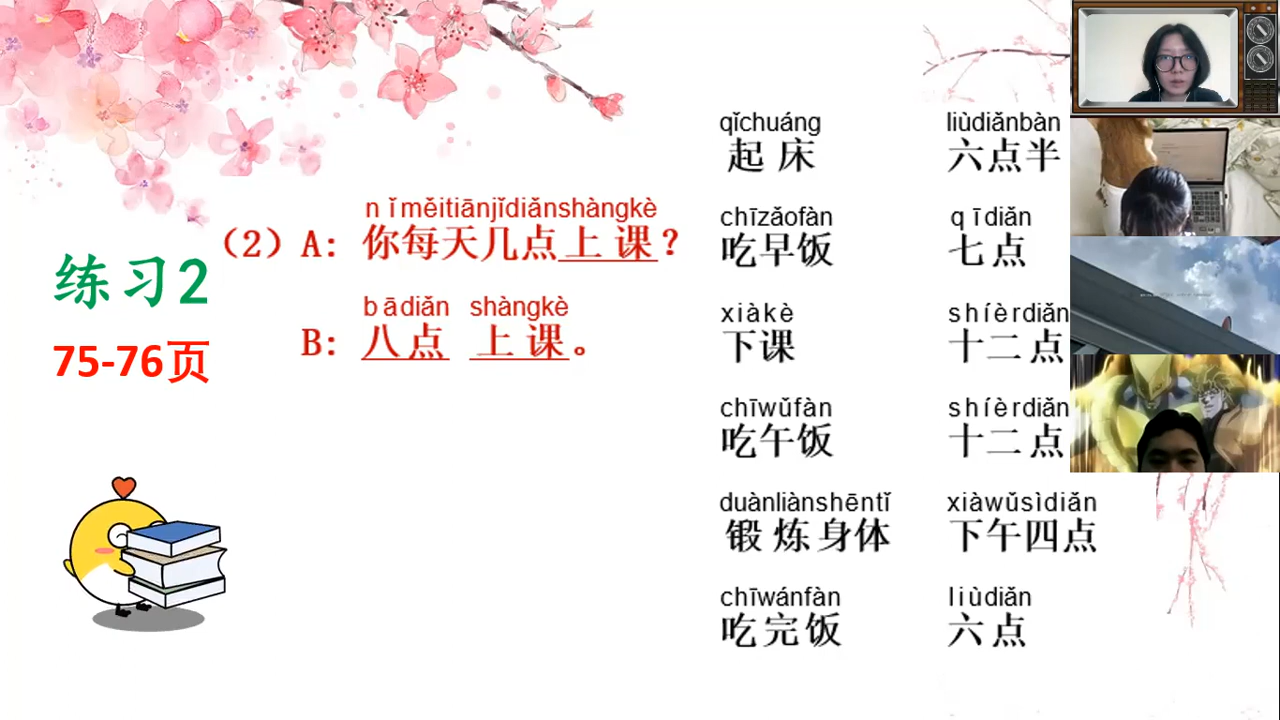 练习2
75-76页
nǐměitiānjǐdiǎnshàngkè
（2）A: 你每天几点上课？
bādiǎn shàngkè
B: 八点 上课。
qǐchuáng liùdiǎnbàn
起床 六点半
chīzǎofàn qīdiǎn
吃早饭 七点
xiàkè shíèrdiǎn
下课 十二点
chīwǔfàn shíèrdiǎn
吃午饭 十二点
duànliànshēntǐ xiàwǔsìdiǎn
锻炼身体 下午四点
chīwánfàn liùdiǎn
吃完饭 六点